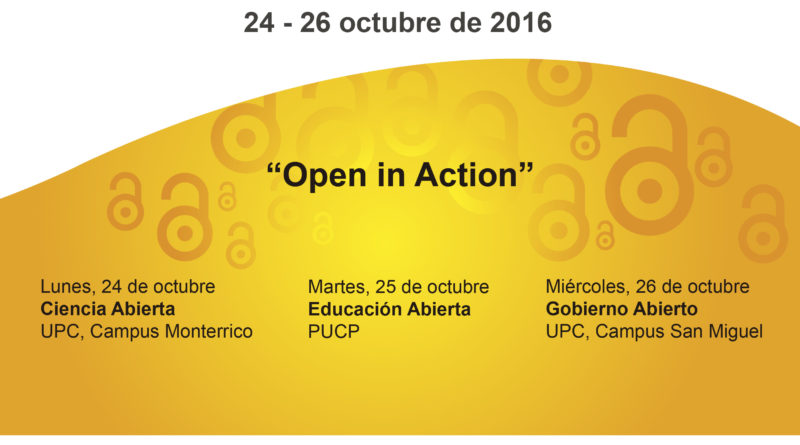 24 - 26 octubre de 2016
“Open in Action”
Lunes, 24 de octubre
Ciencia Abierta
UPC, Campus Monterrico
Martes, 25 de octubre
Educación Abierta
PUCP
Miércoles, 26 de octubre
Gobierno Abierto
UPC, Campus San Miguel